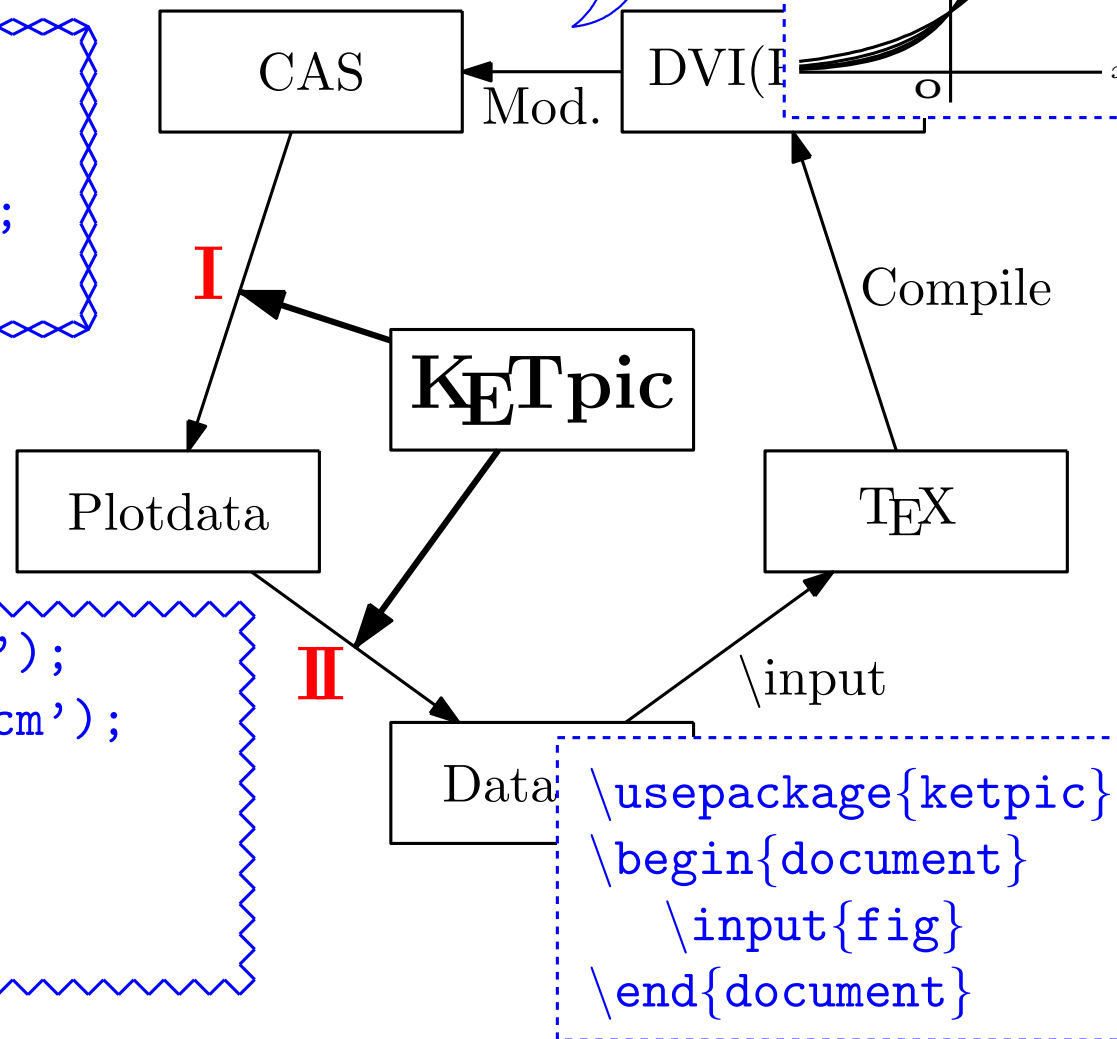 CAS
DVI(
Mod.
o
;
I
Compile
KETpic
Plotdata
TEX
');
cm');
II
\input
Data
\usepackage{ketpic}
\begin{document}
\input{fig}
\end{document}